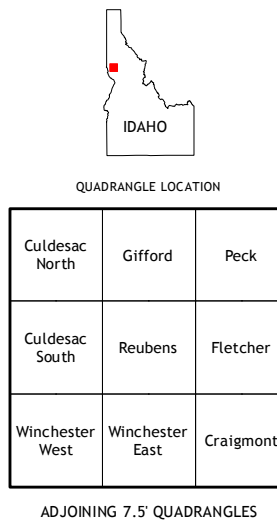 IDAHO
QUADRANGLE LOCATION
Culdesac
North
Gifford
Peck
Culdesac
South
Reubens
Fletcher
Winchester
West
Winchester
East
Craigmont
ADJOINING 7.5' QUADRANGLES